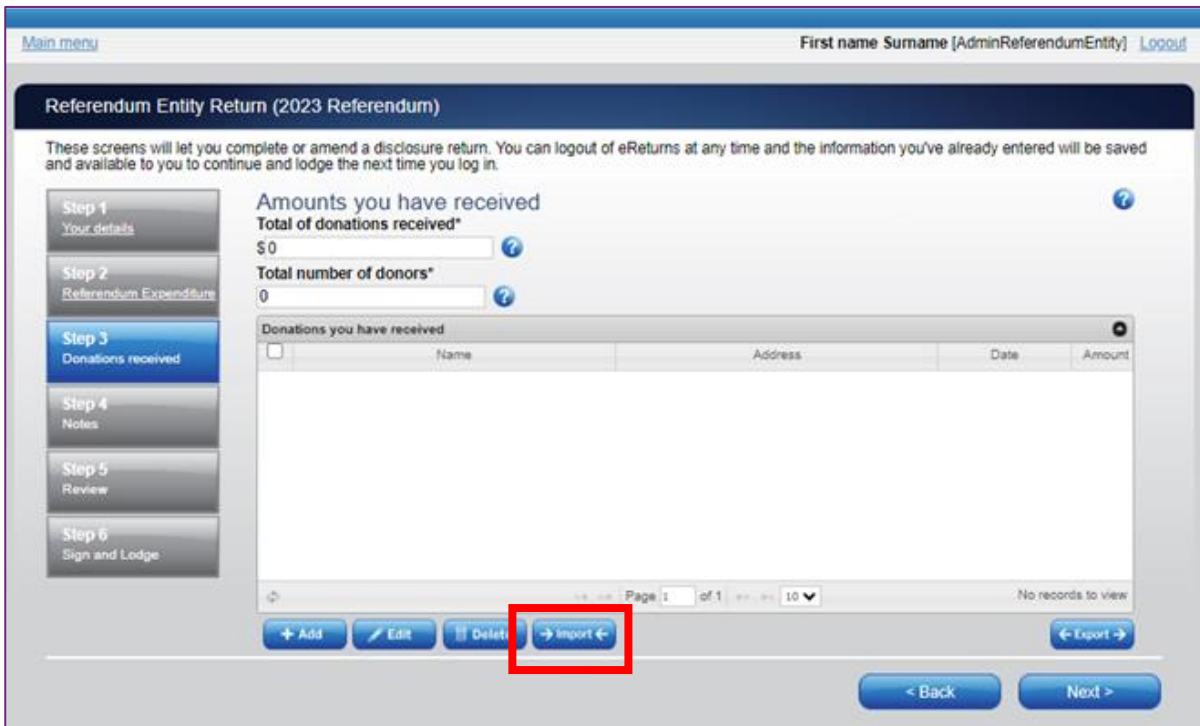 Main menu
First name Surname [AdminReferendumEntity] Logout
Referendum Entity Return (2023 Referendum)
These screens will let you complete or amend a disclosure return. You can logout of eReturns at any time and the information you've already entered will be saved
and available to you to continue and lodge the next time you log in.
Step 1
Your details
Step 2
Referendum Expenditure
Step 3
Donations received
Step 4
Notes
Step 5
Review
Step 6
Sign and Lodge
Amounts you have received
Total of donations received*
$ 0
Total number of donors*
0
Donations you have received
Name Address Date Amount
Page 1 of 1 10 No records to view
+ Add Edit Delete → Import ← ← Export →
< Back Next >